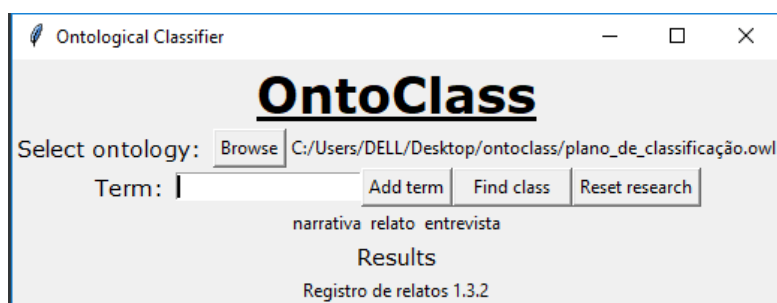 Ontological Classifier
OntoClass
Select ontology: Browse C:/Users/DELL/Desktop/ontoclass/plano_de_classificação.owl
Term: Add term Find class Reset research
narrativa relato entrevista
Results
Registro de relatos 1.3.2